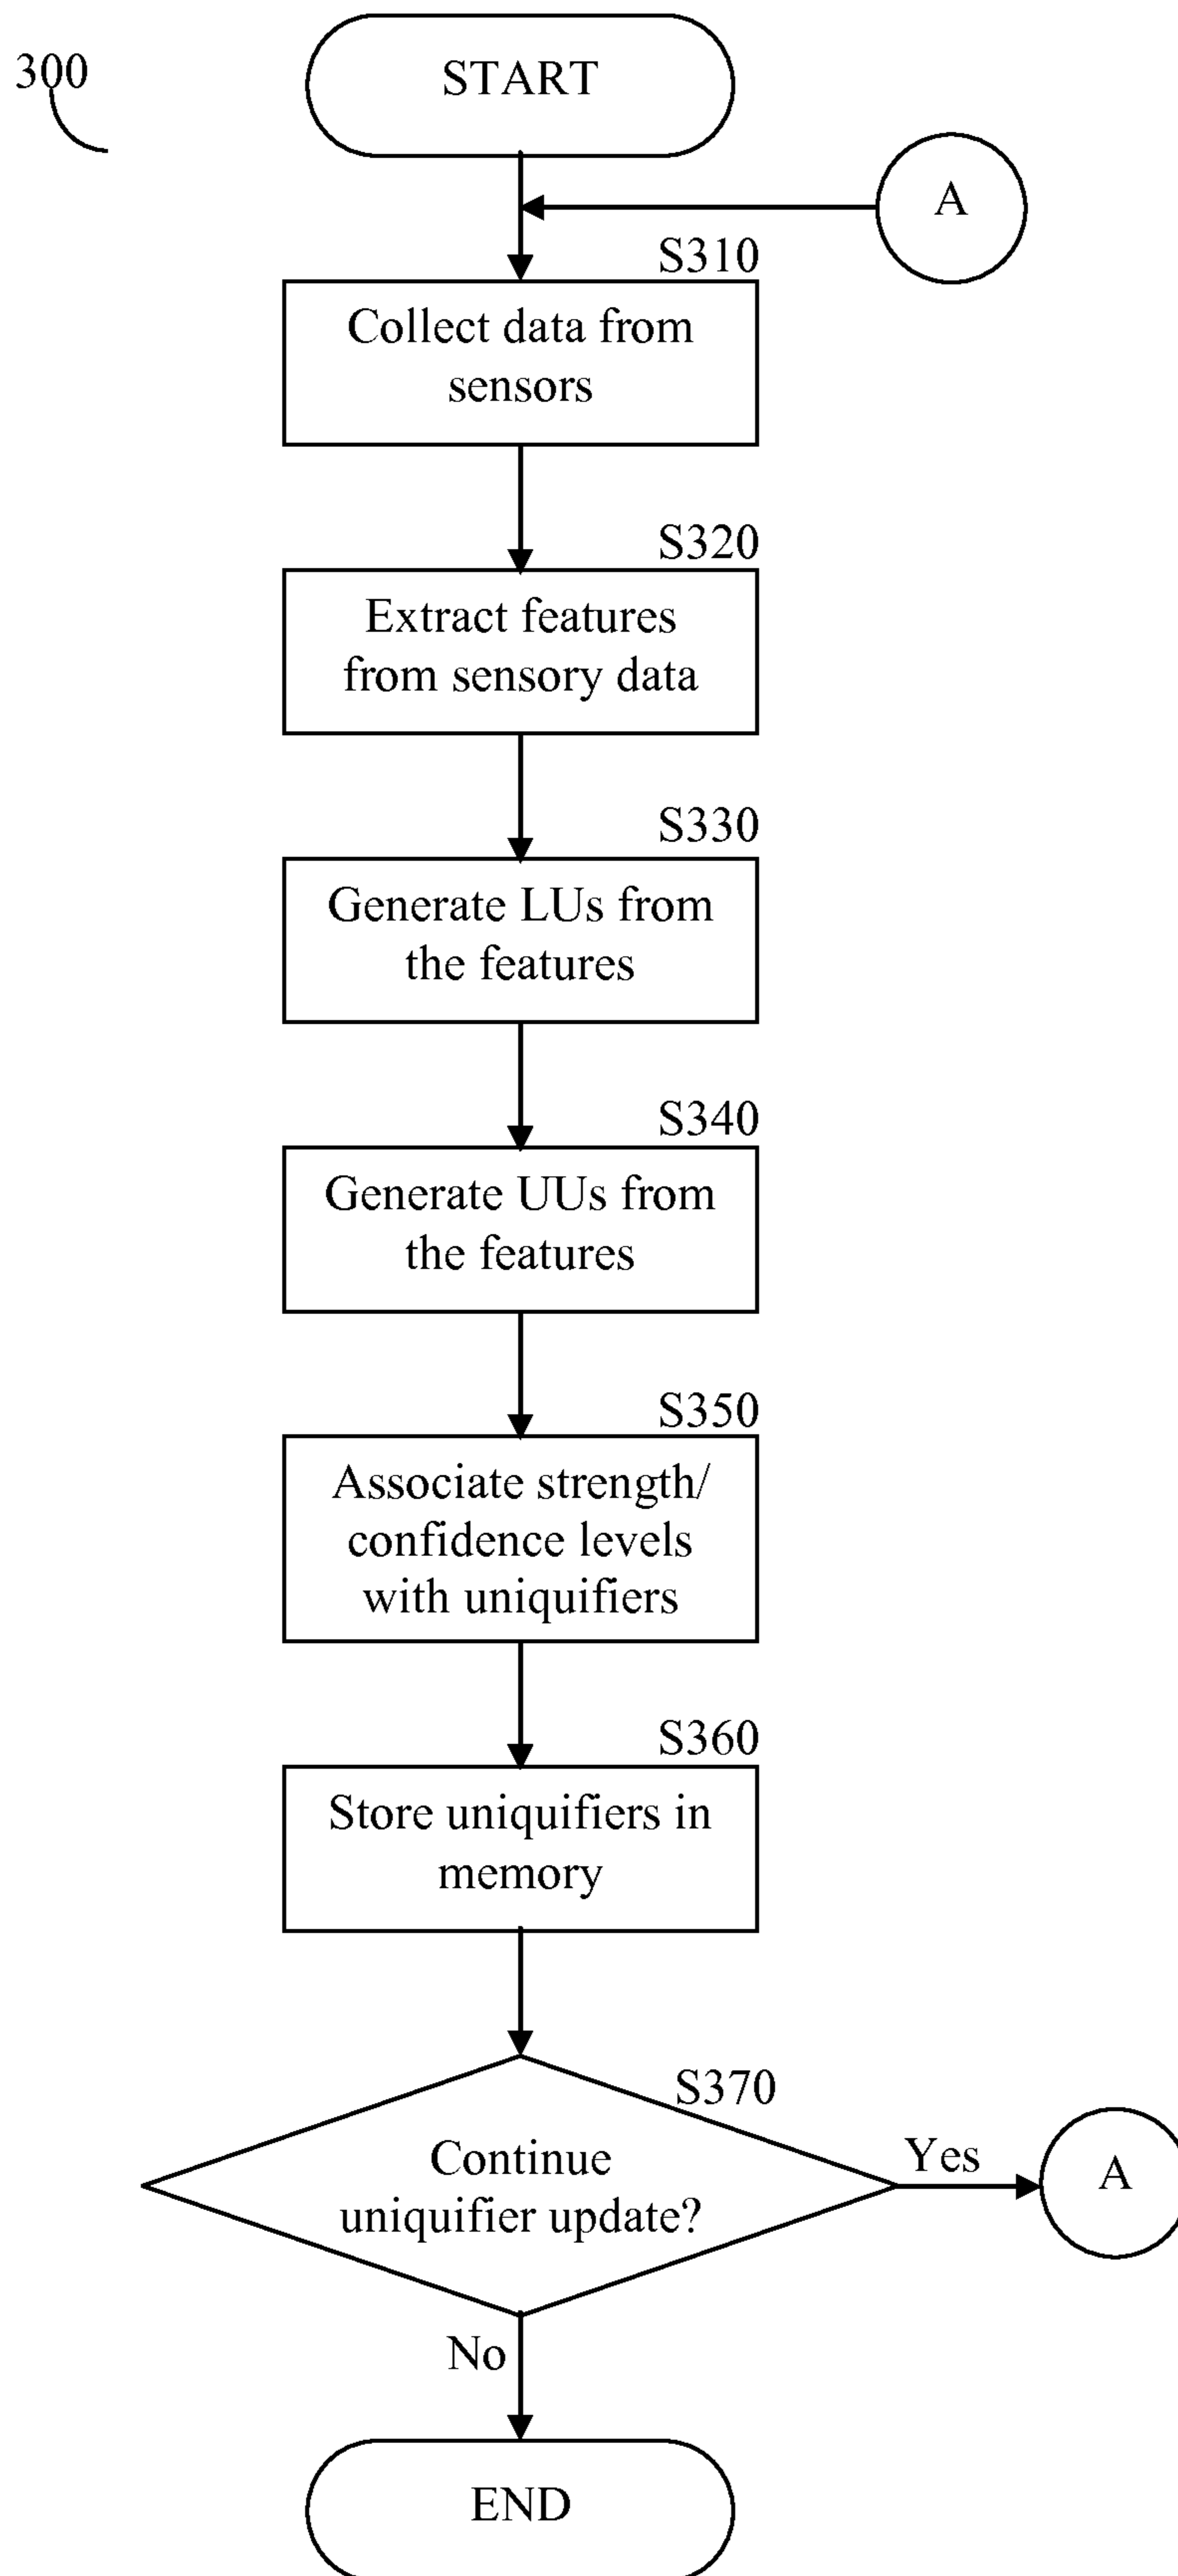 300
START
A
S310
Collect data from
sensors
S320
Extract features
from sensory data
S330
Generate LUs from
the features
S340
Generate UUs from
the features
S350
Associate strength/
confidence levels
with uniquifiers
S360
Store uniquifiers in
memory
S370
Continue
uniquifier update?
Yes
A
No
END